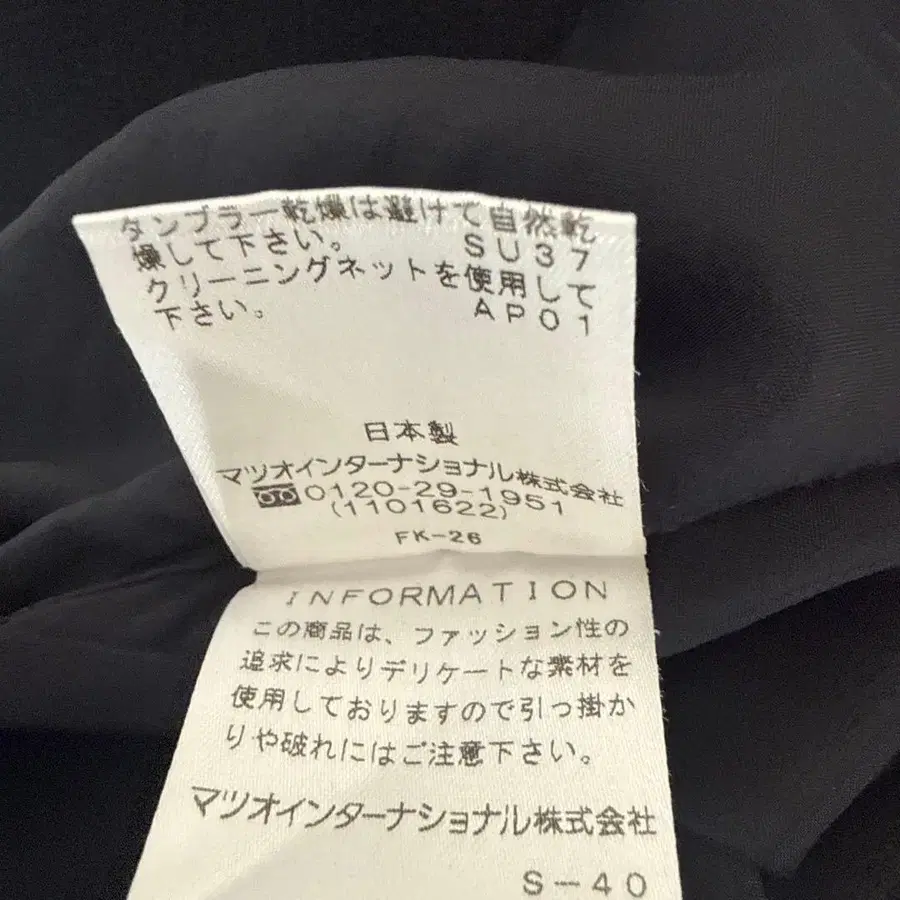 タンブラー乾燥は避けて自然乾
燥して下さい。 SU37
クリーニングネットを使用して
下さい。 AP01
日本製
マツオインターナショナル株式会社
0120-29-1951
(1101622)
FK-26
INFORMATION
この商品は、ファッション性の
追求によりデリケートな素材を
使用しておりますので引っ掛か
りや破れにはご注意下さい。
マツオインターナショナル株式会社
S-40